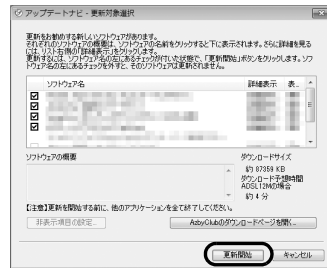 アップデートナビ - 更新対象選択
更新をお勧めする新しいソフトウェアがあります。
それぞれのソフトウェアの概要は、ソフトウェアの名前をクリックすると下に表示されます。さらに詳細を見る
には、リスト右側の「詳細表示」をクリックします。
更新するには、ソフトウェア名の左にあるチェックが付いた状態で、「更新開始」ボタンをクリックします。ソフ
トウェア名の左にあるチェックを外すと、そのソフトウェアは更新されません。
ソフトウェア名 詳細表示 表...
ソフトウェアの概要 ダウンロードサイズ
約 87359 KB
ダウンロード予想時間
ADSL12Mの場合
約 4 分
【注意】更新を開始する前に、他のアプリケーションを全て終了してください。
非表示項目の設定... AzbyClubのダウンロードページを開く...
更新開始 キャンセル